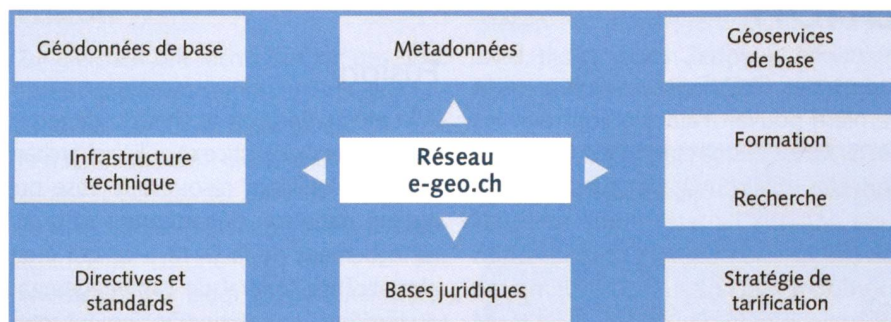 Géodonnées de base
Metadonnées
Géoservices
de base
Infrastructure
technique
Réseau
e-geo.ch
Formation
Recherche
Directives et
standards
Bases juridiques
Stratégie de
tarification